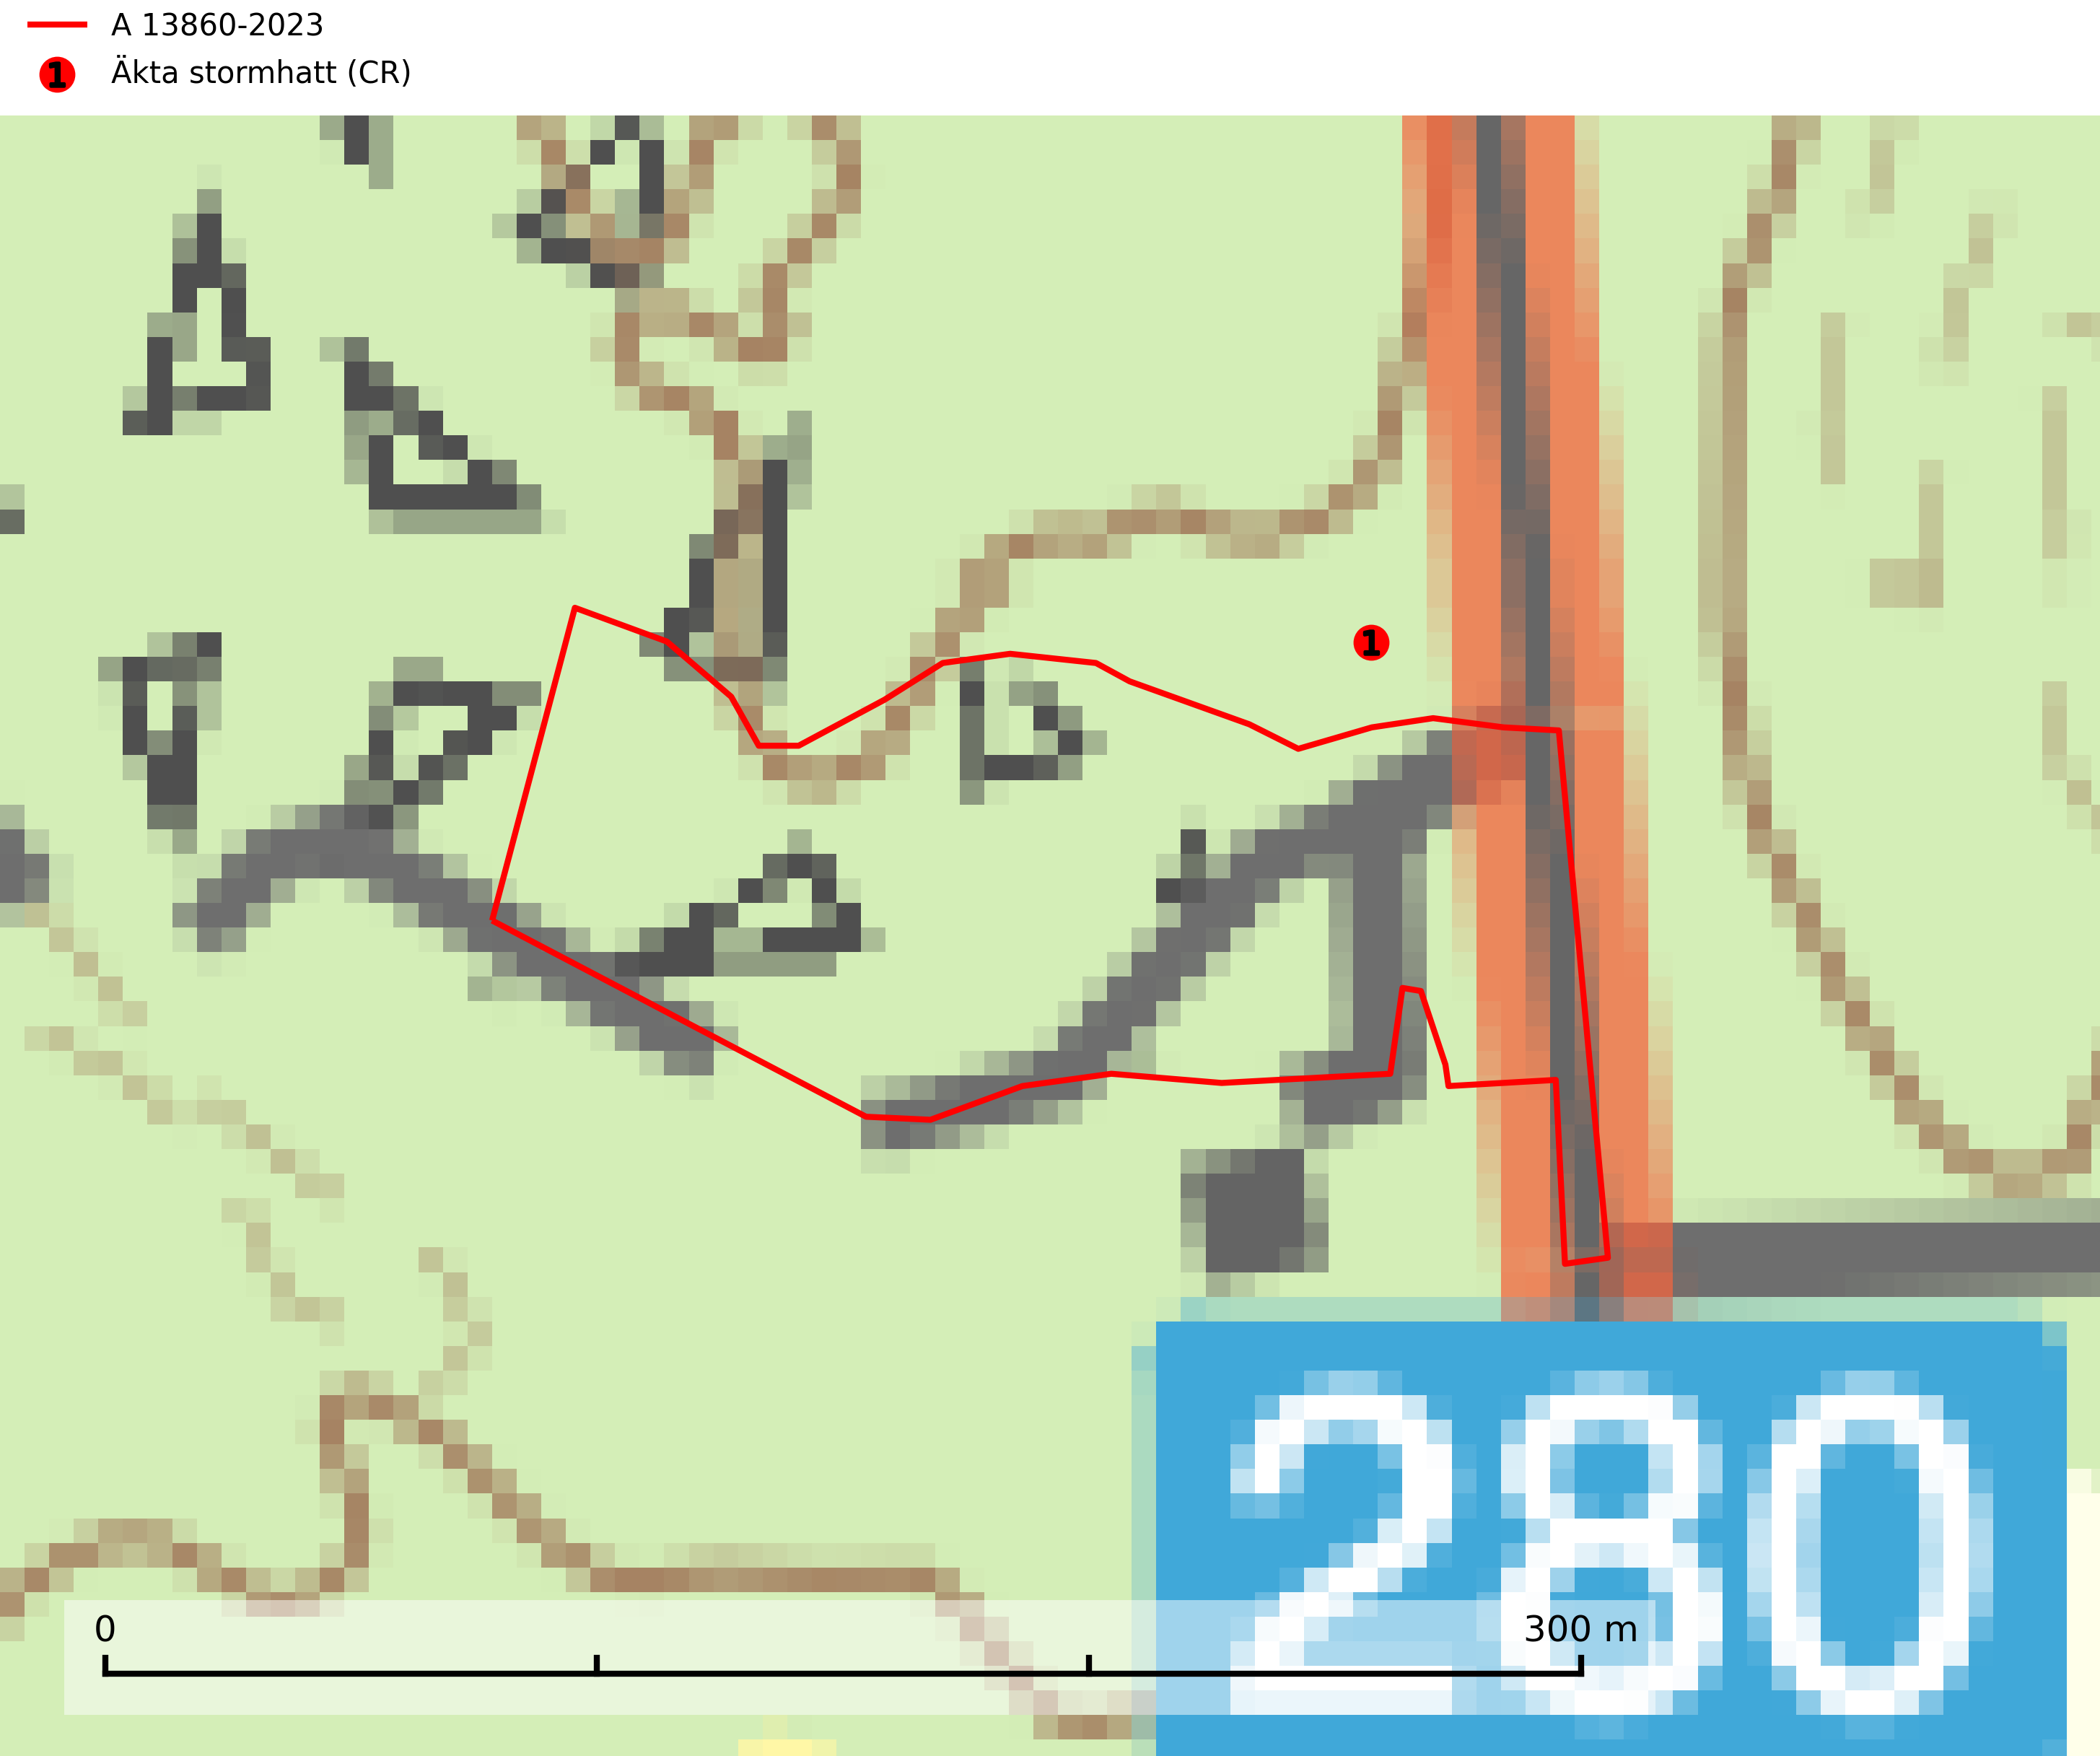 A 13860-2023
1 Äkta stormhatt (CR)
1
280
0 300 m